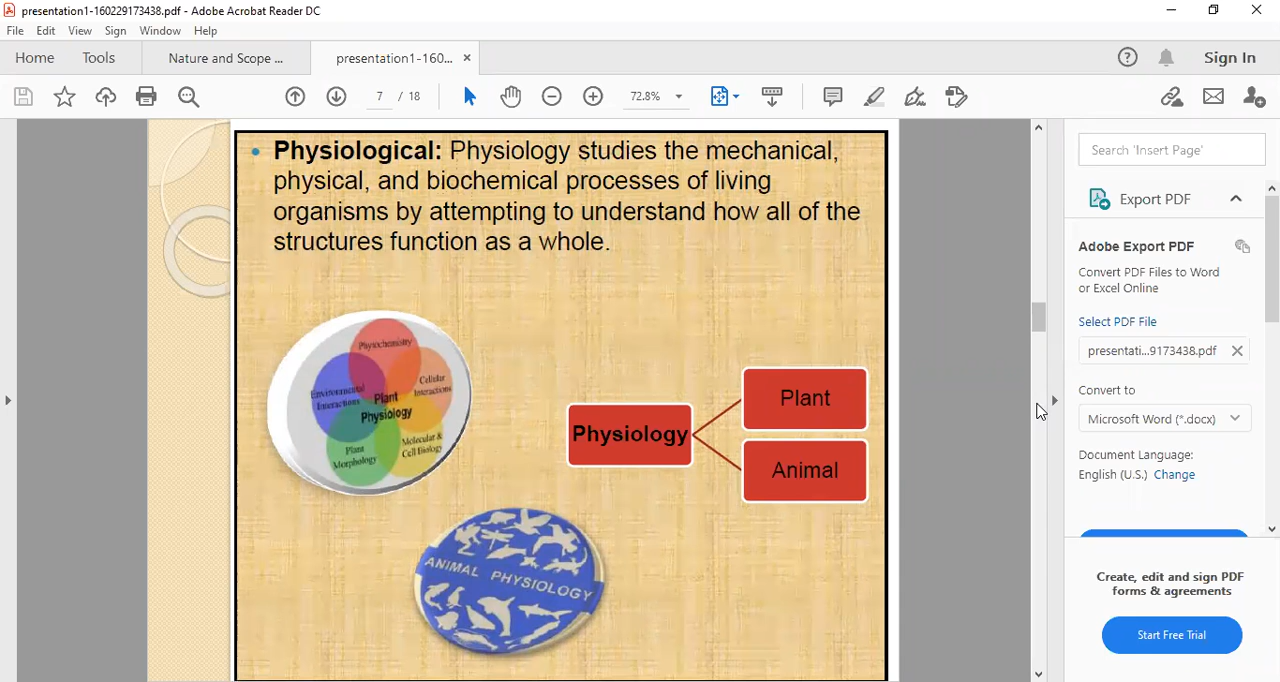 presentation1-160229173438.pdf - Adobe Acrobat Reader DC
File Edit View Sign Window Help
Home Tools Nature and Scope ... presentation1-160... × Sign In
7 / 18 72.8%
• Physiological: Physiology studies the mechanical,
physical, and biochemical processes of living
organisms by attempting to understand how all of the
structures function as a whole.
Phytochemistry
Environmental
Interactions
Cellular
Interactions
Plant
Physiology
Plant
Morphology
Molecular &
Cell Biology
Physiology
Plant
Animal
ANIMAL PHYSIOLOGY
Search 'Insert Page'
Export PDF
Adobe Export PDF
Convert PDF Files to Word
or Excel Online
Select PDF File
presentati...9173438.pdf
Convert to
Microsoft Word (*.docx)
Document Language:
English (U.S.) Change
Create, edit and sign PDF
forms & agreements
Start Free Trial